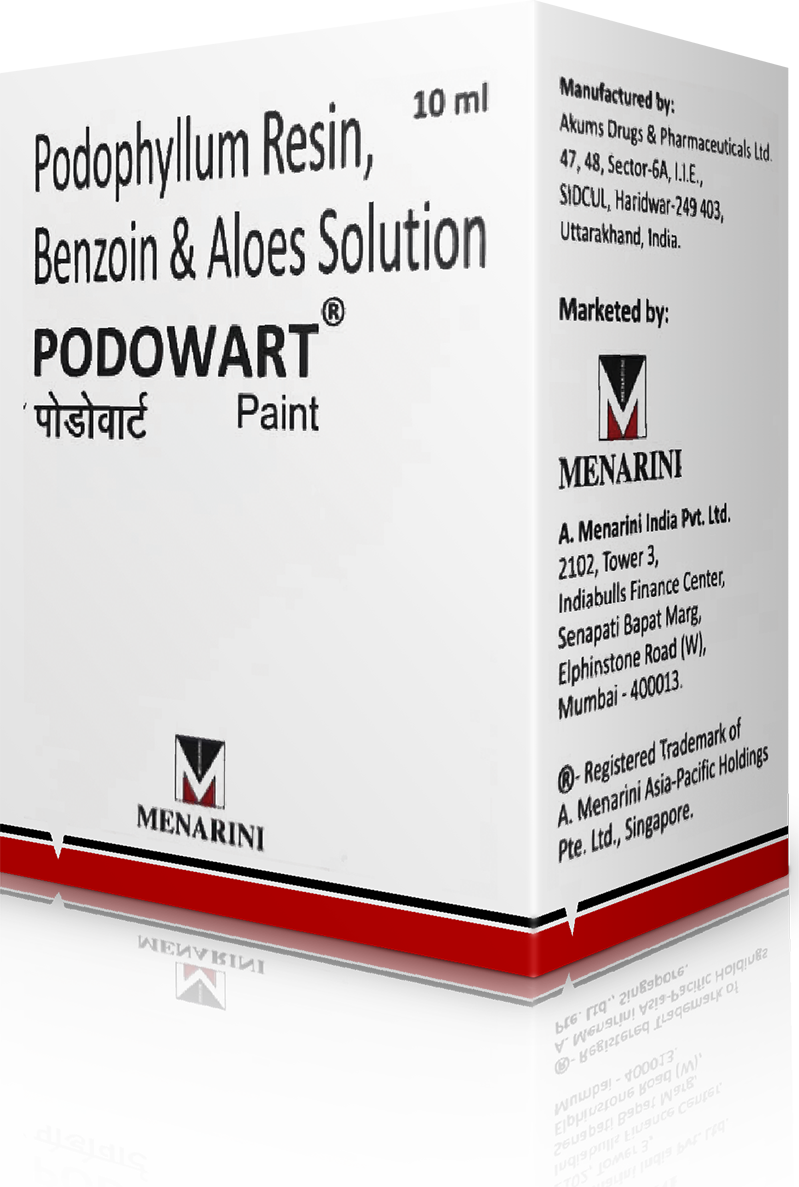 10 ml
Podophyllum Resin,
Benzoin & Aloes Solution
PODOWART®
पोडोवार्ट Paint
MENARINI
Manufactured by:
Akums Drugs & Pharmaceuticals Ltd.
47, 48, Sector-6A, I.I.E.,
SIDCUL, Haridwar-249 403,
Uttarakhand, India.
Marketed by:
MENARINI
MENARINI
A. Menarini India Pvt. Ltd.
2102, Tower 3,
Indiabulls Finance Center,
Senapati Bapat Marg,
Elphinstone Road (W),
Mumbai - 400013.
®- Registered Trademark of
A. Menarini Asia-Pacific Holdings
Pte. Ltd., Singapore.